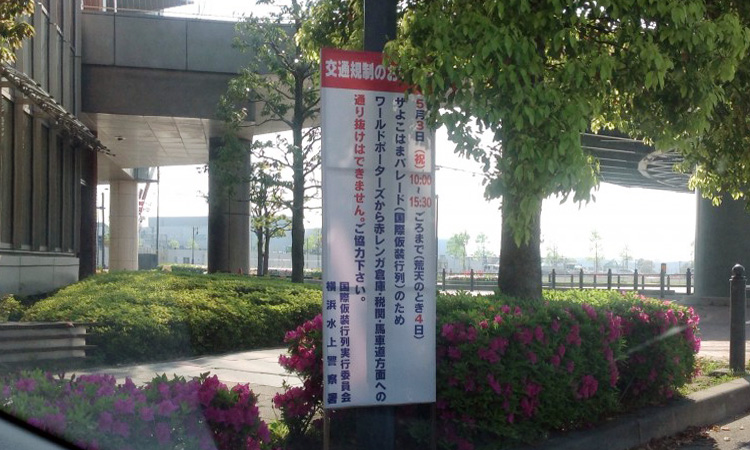 交通規制のお
5月3日(祝)10:00~15:30ごろまで(荒天のとき4日)
ザよこはまパレード(国際仮装行列)のため
ワールドポーターズから赤レンガ倉庫・税関・馬車道方面への
通り抜けはできません。ご協力下さい。
国際仮装行列実行委員会
横浜水上警察署